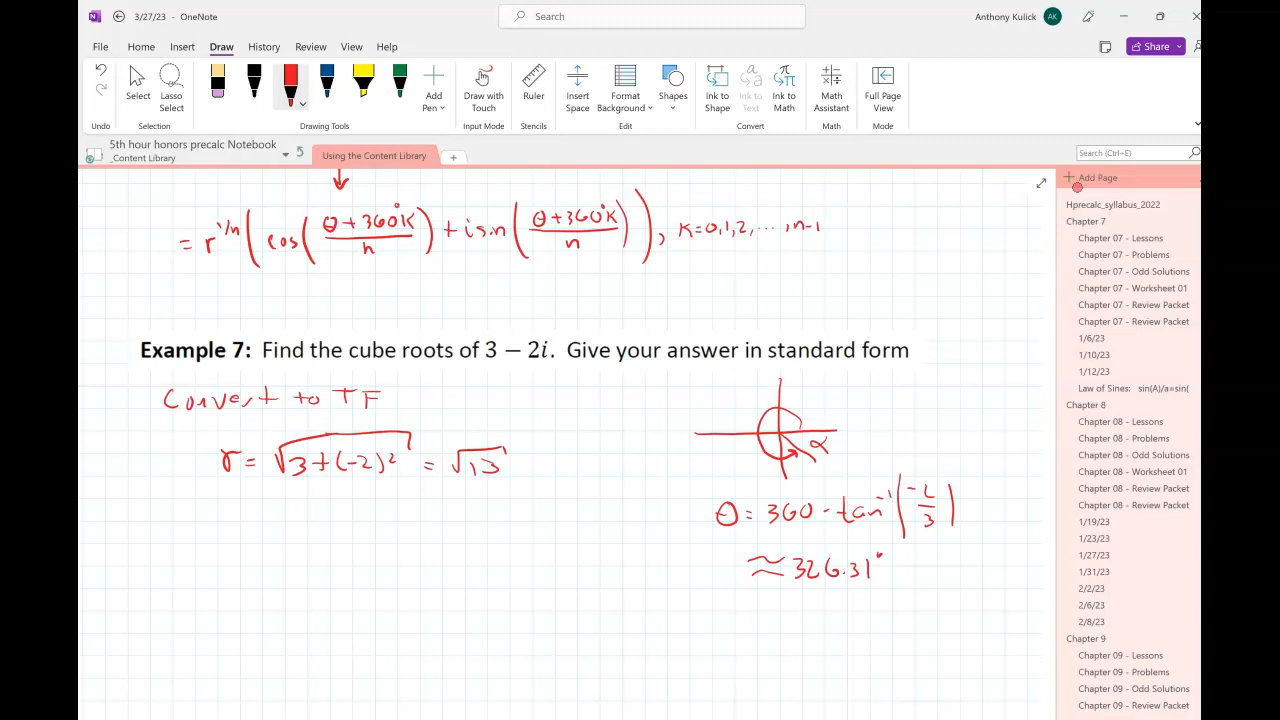 3/27/23 - OneNote
Search
Anthony Kulick
AK
File Home Insert Draw History Review View Help
Share
Undo
Select
Lasso Select
Add Pen
Draw with Touch
Ruler
Insert Space
Format Background
Shapes
Ink to Shape
Ink to Text
Ink to Math
Math Assistant
Full Page View
Undo Selection Drawing Tools Input Mode Stencils Edit Convert Math Mode
5th hour honors precalc Notebook
_Content Library
Using the Content Library
+
Search (Ctrl+E)
= r^1/n (cos((θ+360°k)/n) + i sin((θ+360°k)/n)), k=0,1,2,...,n-1
Example 7: Find the cube roots of 3 − 2i. Give your answer in standard form
Convert to TF
r = √3+(-2)² = √13
α
θ = 360 - tan⁻¹(-2/3)
≈ 326.31°
Add Page
Hprecalc_syllabus_2022
Chapter 7
Chapter 07 - Lessons
Chapter 07 - Problems
Chapter 07 - Odd Solutions
Chapter 07 - Worksheet 01
Chapter 07 - Review Packet
Chapter 07 - Review Packet
1/6/23
1/10/23
1/12/23
Law of Sines: sin(A)/a=sin(
Chapter 8
Chapter 08 - Lessons
Chapter 08 - Problems
Chapter 08 - Odd Solutions
Chapter 08 - Worksheet 01
Chapter 08 - Review Packet
Chapter 08 - Review Packet
1/19/23
1/23/23
1/27/23
1/31/23
2/2/23
2/6/23
2/8/23
Chapter 9
Chapter 09 - Lessons
Chapter 09 - Problems
Chapter 09 - Odd Solutions
Chapter 09 - Review Packet